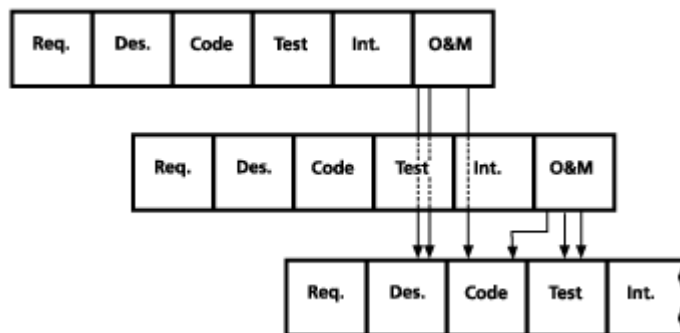 Req. Des. Code Test Int. O&M
Req. Des. Code Test Int. O&M
Req. Des. Code Test Int.